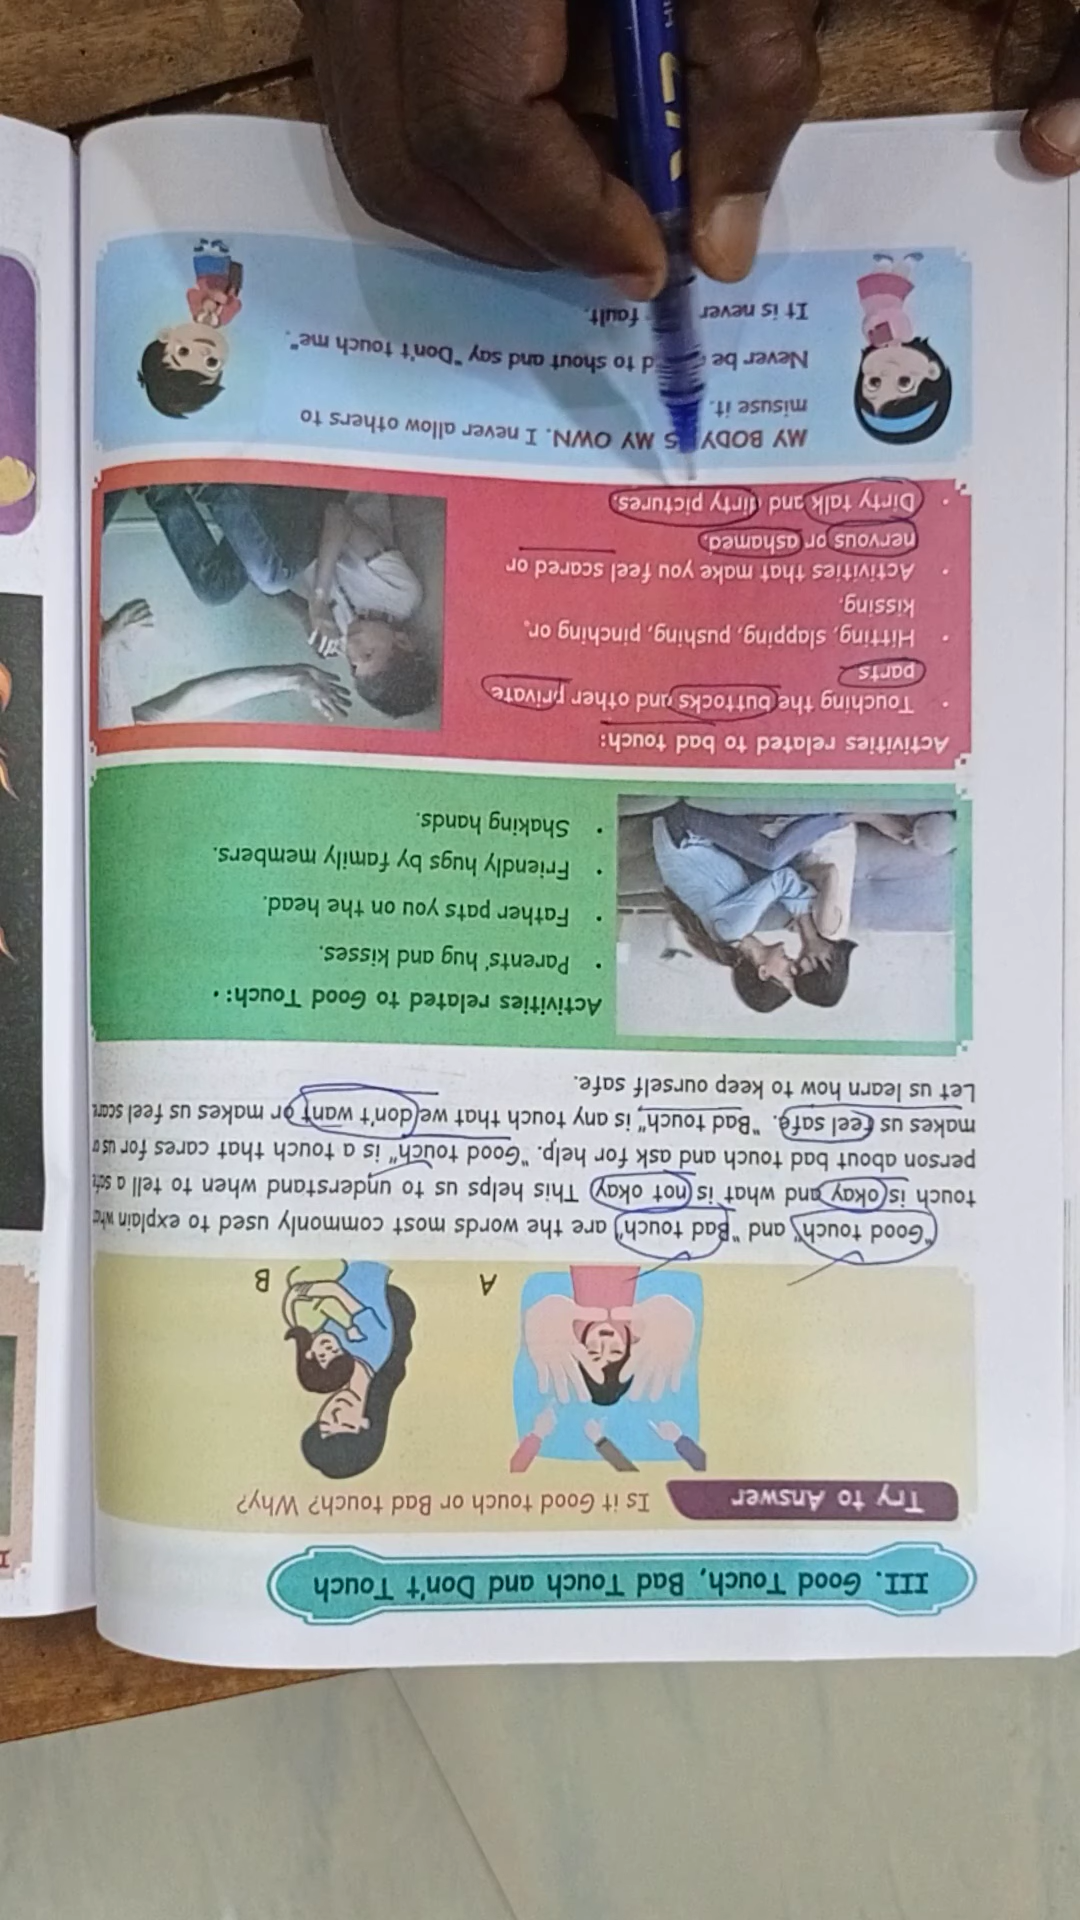 III. Good Touch, Bad Touch and Don't Touch
Try to Answer
Is it Good touch or Bad touch? Why?
A
B
"Good touch" and "Bad touch" are the words most commonly used to explain
touch is okay and what is not okay. This helps us to understand when to tell a
person about bad touch and ask for help. "Good touch" is a touch that cares for us
makes us feel safe. "Bad touch" is any touch that we don't want or makes us feel
Let us learn how to keep ourself safe.
Activities related to Good Touch:
• Parents' hug and kisses.
• Father pats you on the head.
• Friendly hugs by family members.
• Shaking hands.
Activities related to bad touch:
• Touching the buttocks and other private
parts
• Hitting, slapping, pushing, pinching or
kissing.
• Activities that make you feel scared or
nervous or ashamed.
• Dirty talk and dirty pictures.
MY BODY IS MY OWN. I never allow others to
misuse it.
Never be to shout and say "Don't touch me".
It is never fault.